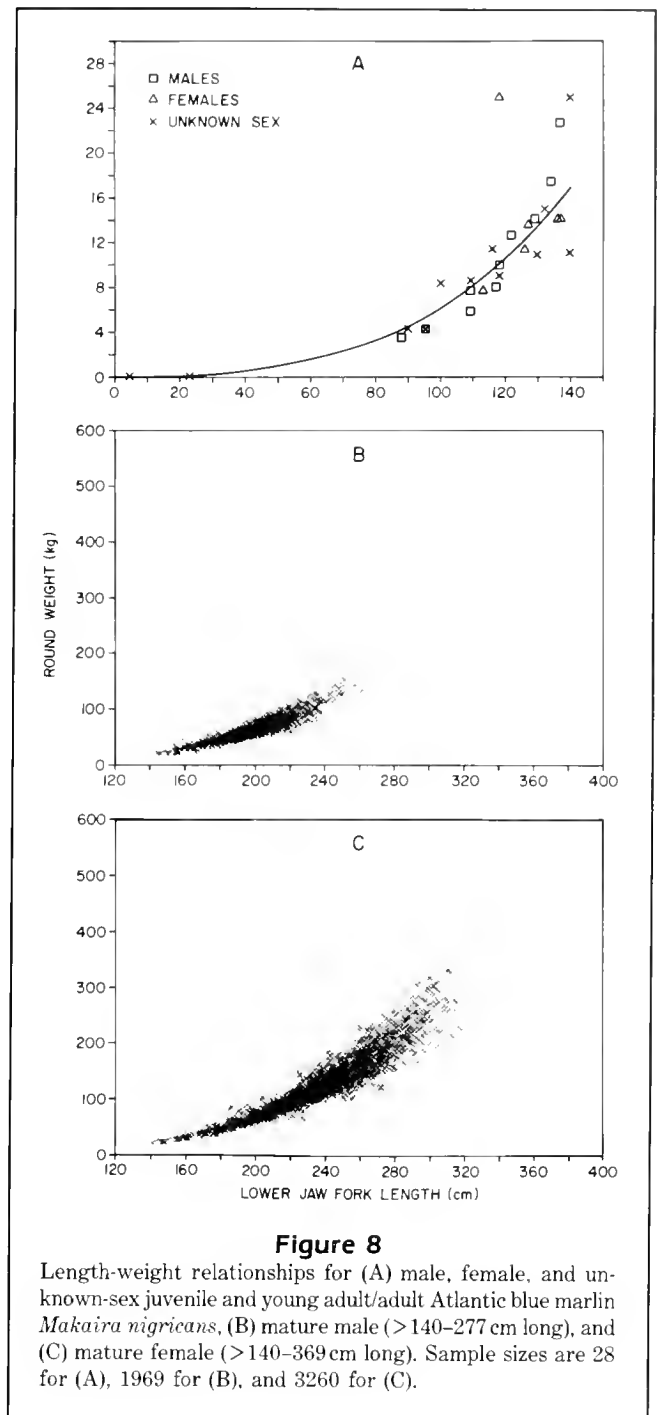 A
□ MALES
△ FEMALES
× UNKNOWN SEX
28
24
20
16
12
8
4
0
0 20 40 60 80 100 120 140
B
600
500
400
300
200
100
0
120 160 200 240 280 320 360 400
ROUND WEIGHT (kg)
C
600
500
400
300
200
100
0
120 160 200 240 280 320 360 400
LOWER JAW FORK LENGTH (cm)
Figure 8
Length-weight relationships for (A) male, female, and un-
known-sex juvenile and young adult/adult Atlantic blue marlin
Makaira nigricans, (B) mature male (>140–277 cm long), and
(C) mature female (>140–369 cm long). Sample sizes are 28
for (A), 1969 for (B), and 3260 for (C).